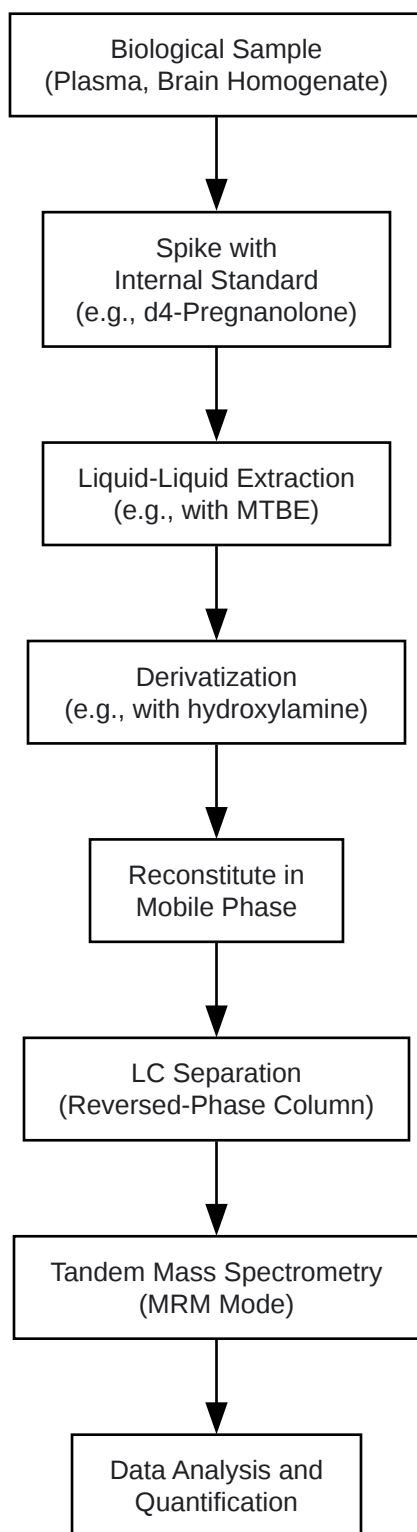 Biological Sample
(Plasma, Brain Homogenate)
Spike with
Internal Standard
(e.g., d4-Pregnanolone)
Liquid-Liquid Extraction
(e.g., with MTBE)
Derivatization
(e.g., with hydroxylamine)
Reconstitute in
Mobile Phase
LC Separation
(Reversed-Phase Column)
Tandem Mass Spectrometry
(MRM Mode)
Data Analysis and
Quantification